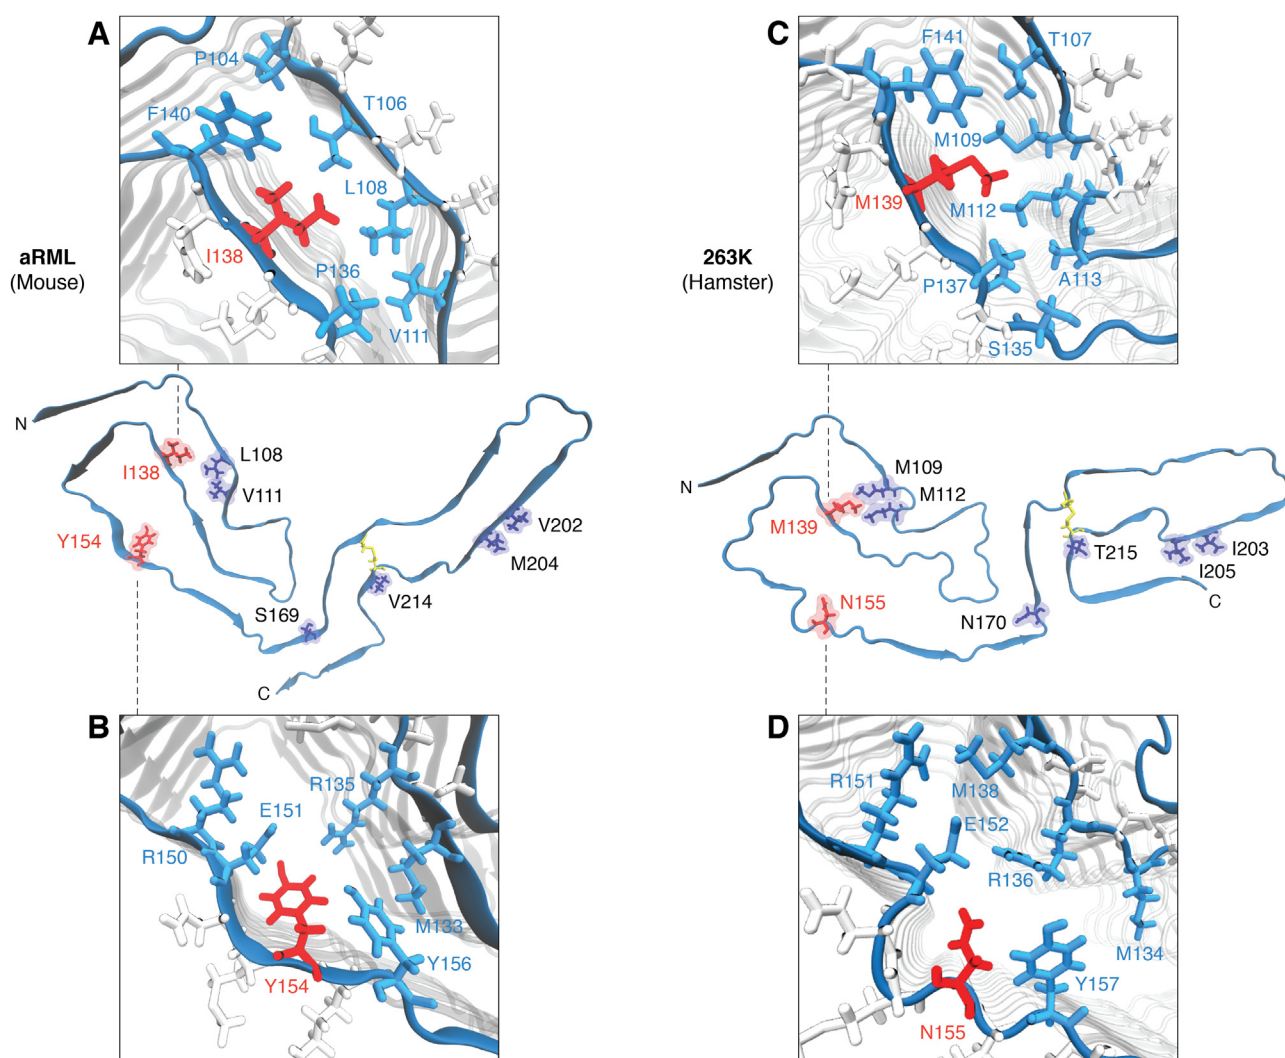 A
P104
F140
T106
L108
I138
P136
V111
aRML
(Mouse)
C
F141
T107
M109
M139
M112
P137
A113
S135
263K
(Hamster)
N
I138
L108
V111
Y154
S169
V202
M204
V214
C
N
M109
M112
M139
N155
N170
T215
I203
I205
C
B
R135
E151
R150
M133
Y156
Y154
D
R151
M138
E152
R136
M134
Y157
N155